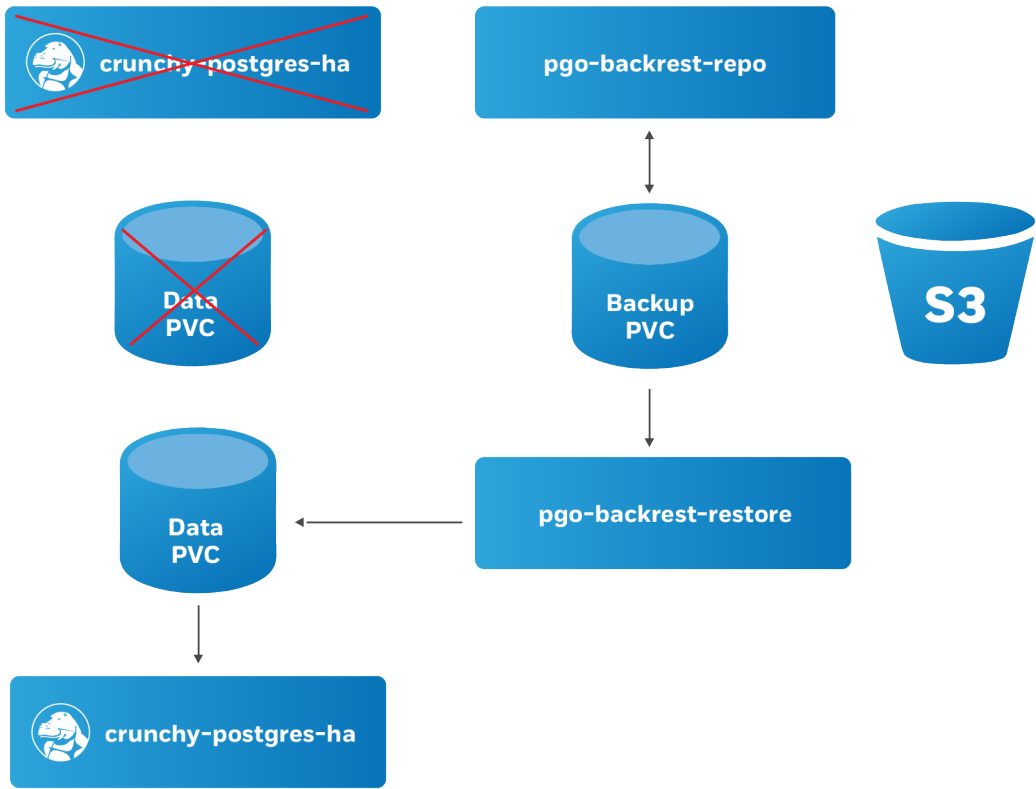 crunchy-postgres-ha
pgo-backrest-repo
Data
PVC
Backup
PVC
S3
Data
PVC
pgo-backrest-restore
crunchy-postgres-ha